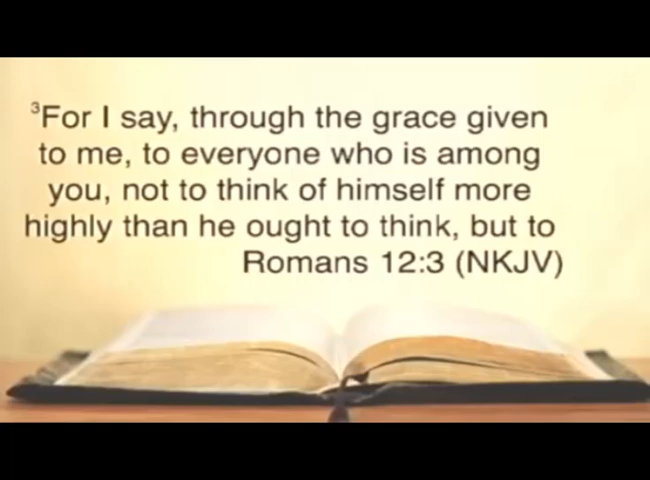 ³For I say, through the grace given
to me, to everyone who is among
you, not to think of himself more
highly than he ought to think, but to
Romans 12:3 (NKJV)